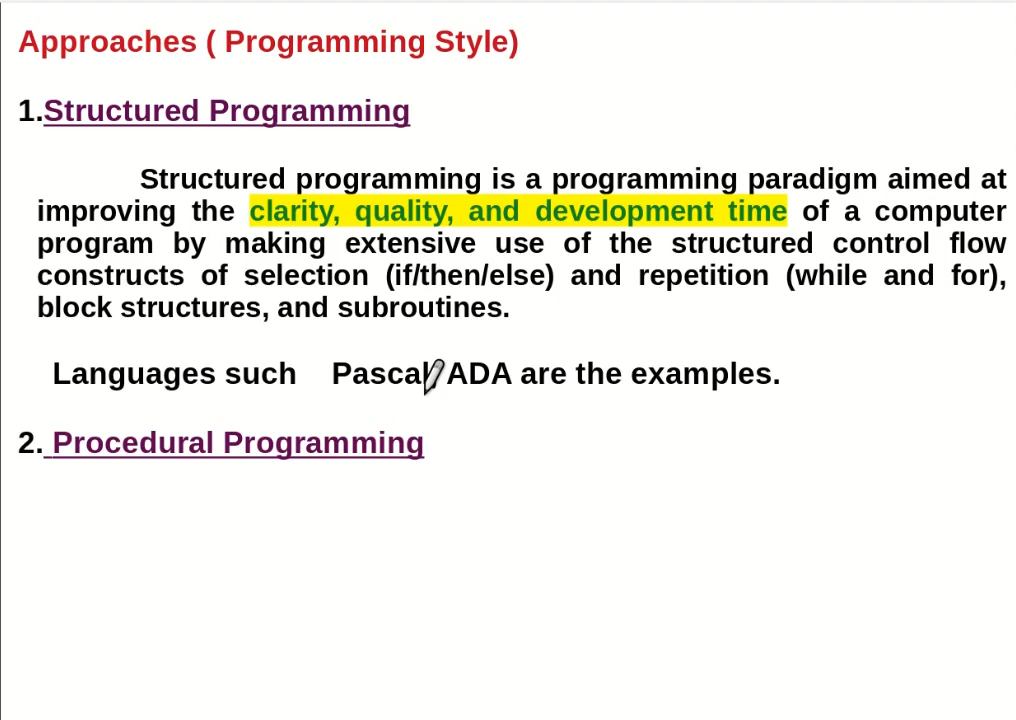 Approaches ( Programming Style)
1.Structured Programming
Structured programming is a programming paradigm aimed at
improving the clarity, quality, and development time of a computer
program by making extensive use of the structured control flow
constructs of selection (if/then/else) and repetition (while and for),
block structures, and subroutines.
Languages such Pascal, ADA are the examples.
2. Procedural Programming